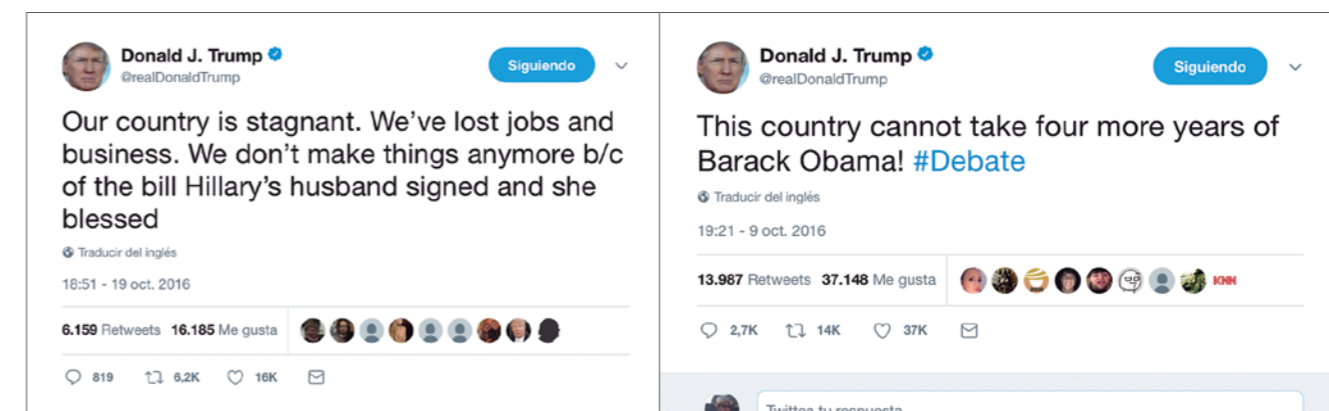 Donald J. Trump
@realDonaldTrump
Siguiendo
Our country is stagnant. We've lost jobs and
business. We don't make things anymore b/c
of the bill Hillary's husband signed and she
blessed
Traducir del inglés
18:51 - 19 oct. 2016
6.159 Retweets 16.185 Me gusta
819 6,2K 16K
Donald J. Trump
@realDonaldTrump
Siguiendo
This country cannot take four more years of
Barack Obama! #Debate
Traducir del inglés
19:21 - 9 oct. 2016
13.987 Retweets 37.148 Me gusta
KNN
2,7K 14K 37K
Twittea tu respuesta